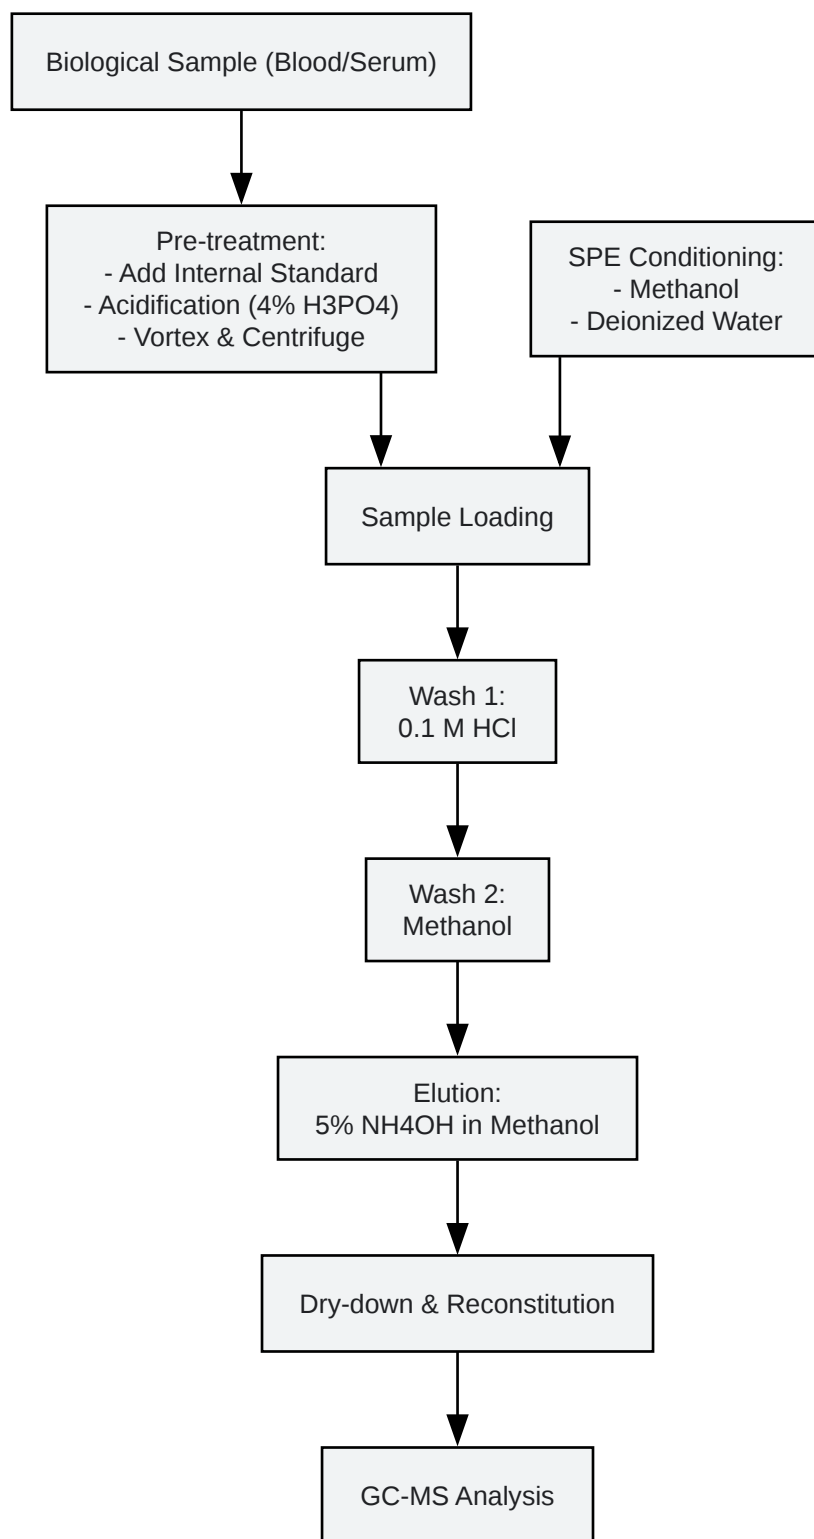 Biological Sample (Blood/Serum)
Pre-treatment:
- Add Internal Standard
- Acidification (4% H3PO4)
- Vortex & Centrifuge
SPE Conditioning:
- Methanol
- Deionized Water
Sample Loading
Wash 1:
0.1 M HCl
Wash 2:
Methanol
Elution:
5% NH4OH in Methanol
Dry-down & Reconstitution
GC-MS Analysis